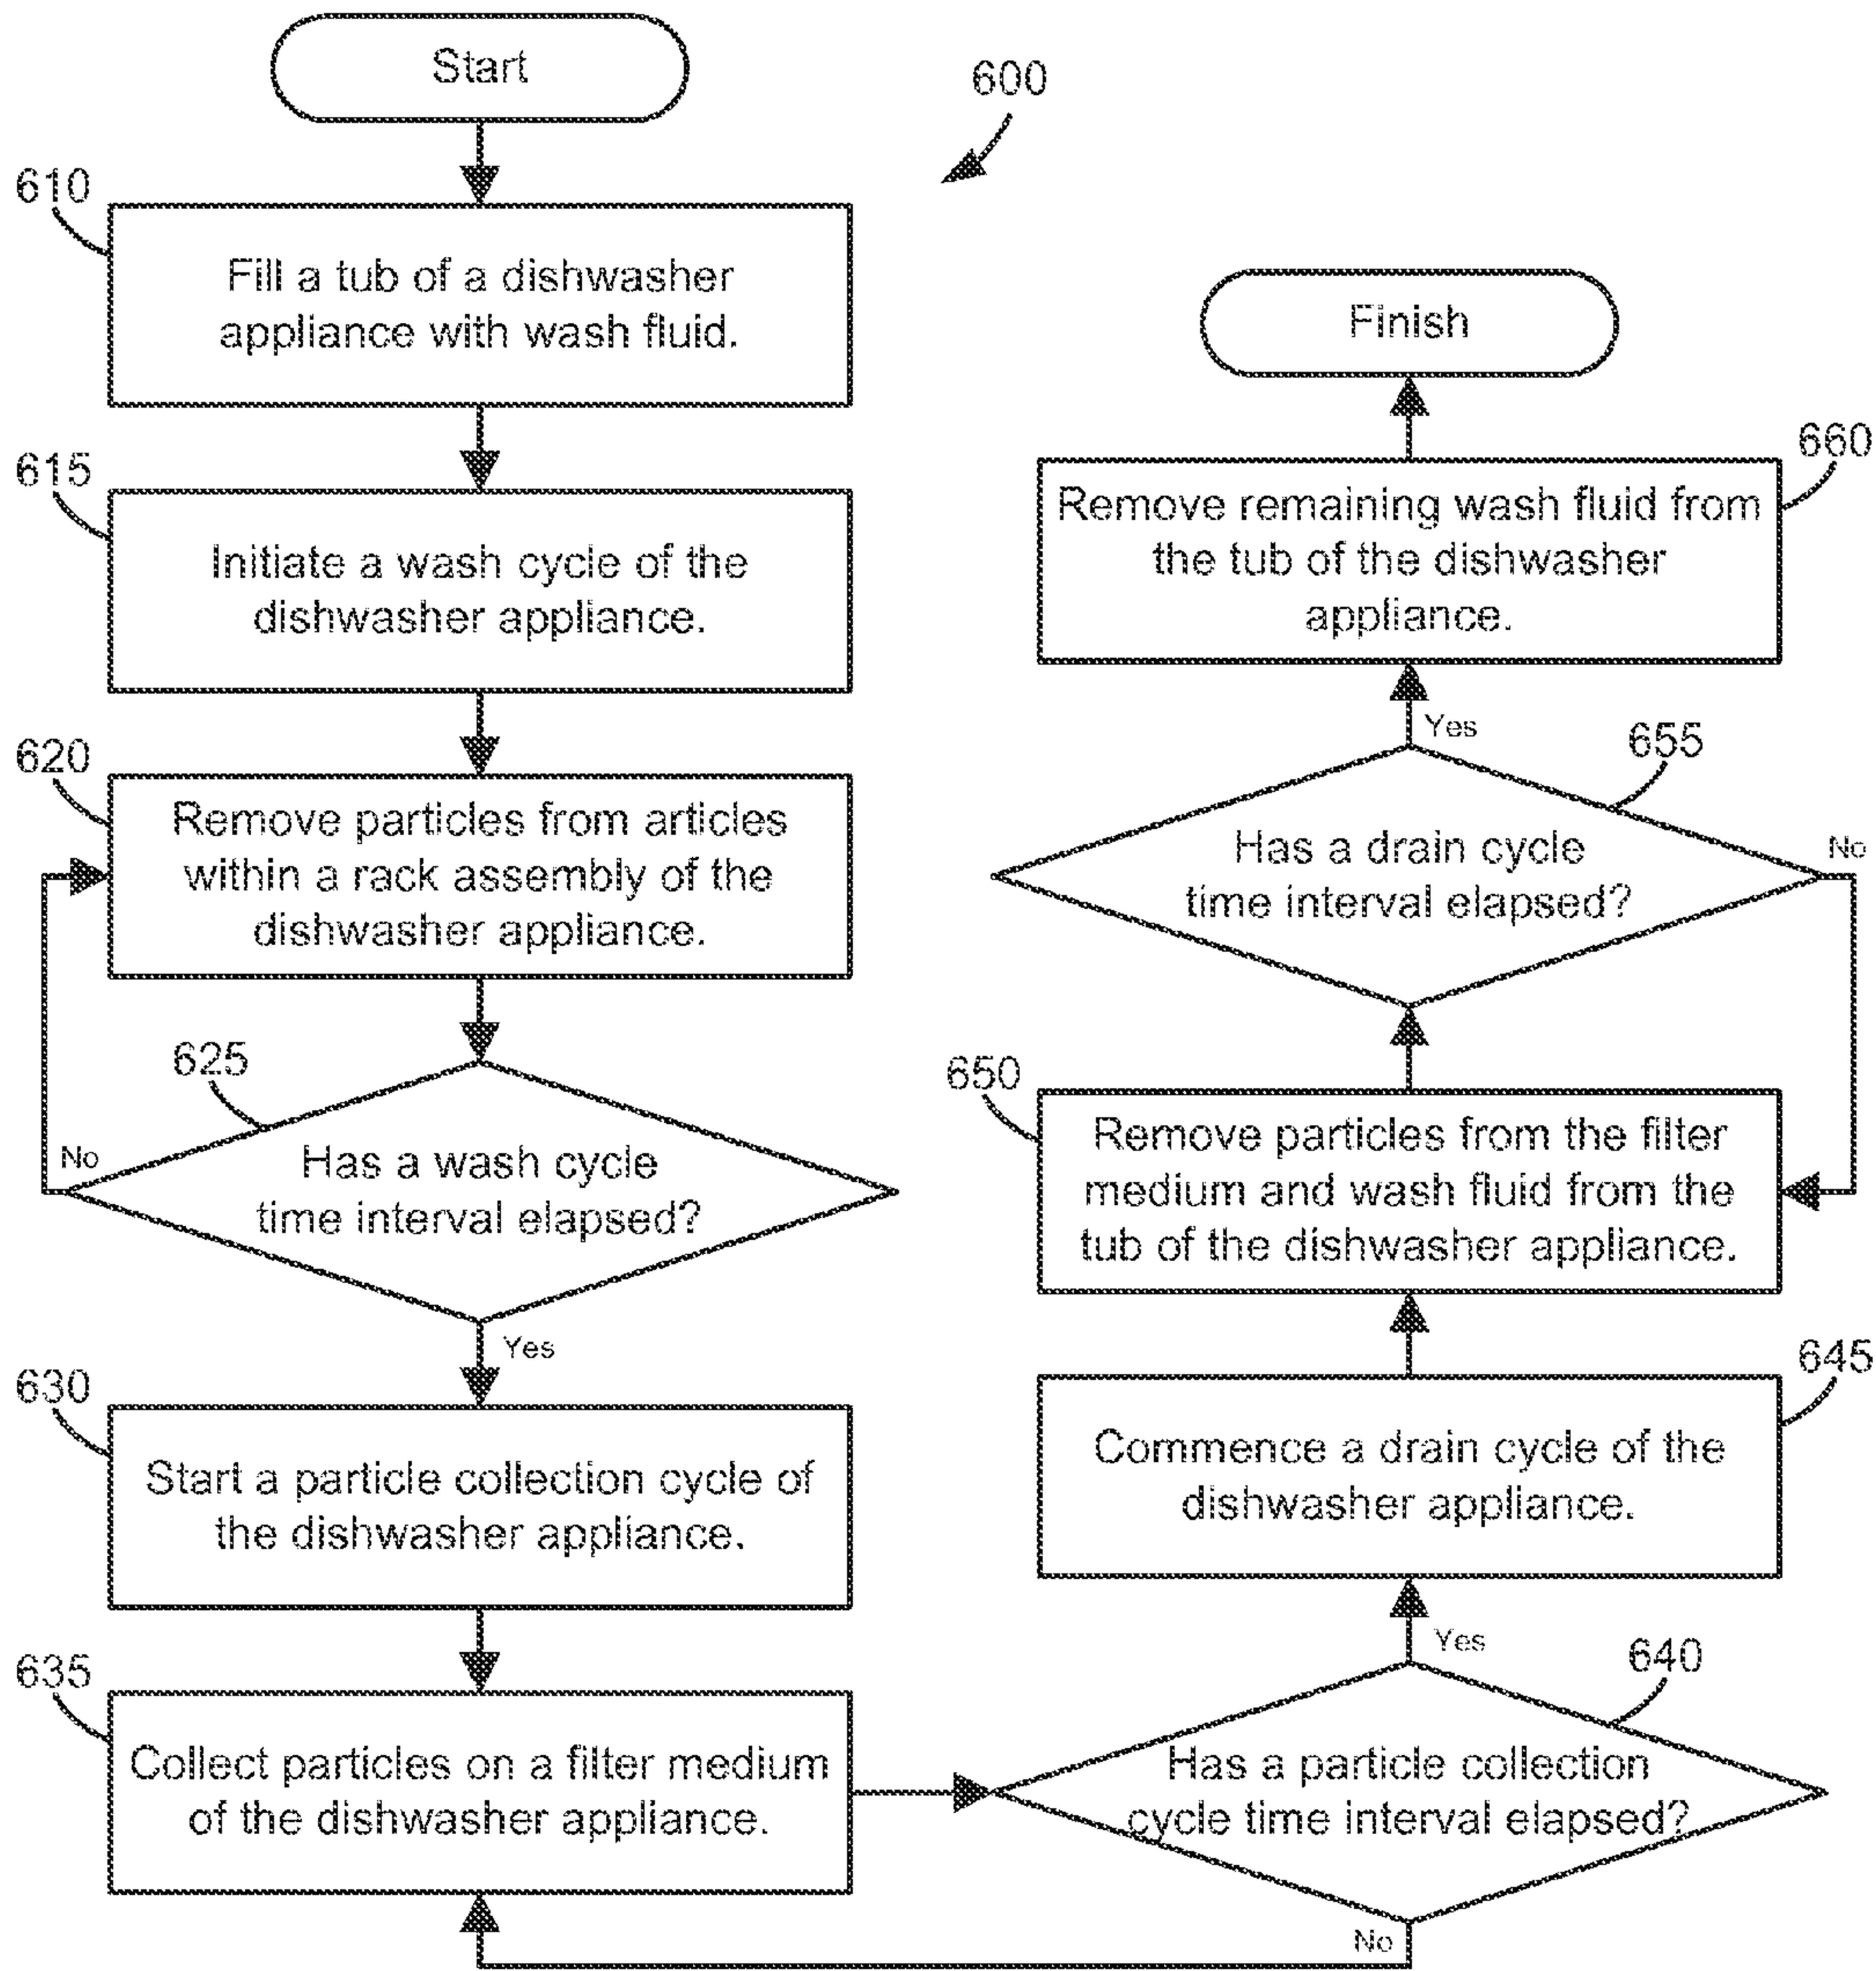 Start
600
610
Fill a tub of a dishwasher
appliance with wash fluid.
615
Initiate a wash cycle of the
dishwasher appliance.
620
Remove particles from articles
within a rack assembly of the
dishwasher appliance.
625
No
Has a wash cycle
time interval elapsed?
Yes
630
Start a particle collection cycle of
the dishwasher appliance.
635
Collect particles on a filter medium
of the dishwasher appliance.
640
Has a particle collection
cycle time interval elapsed?
No
Yes
645
Commence a drain cycle of the
dishwasher appliance.
650
Remove particles from the filter
medium and wash fluid from the
tub of the dishwasher appliance.
655
Has a drain cycle
time interval elapsed?
No
Yes
660
Remove remaining wash fluid from
the tub of the dishwasher
appliance.
Finish